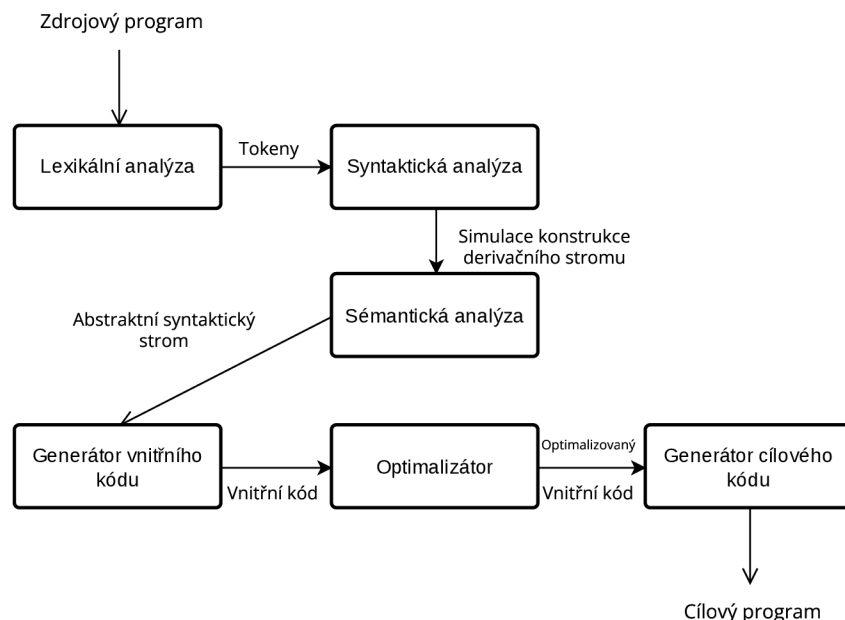 Zdrojový program
Lexikální analýza
Tokeny
Syntaktická analýza
Simulace konstrukce
derivačního stromu
Sémantická analýza
Abstraktní syntaktický
strom
Generátor vnitřního
kódu
Vnitřní kód
Optimalizátor
Optimalizovaný
Vnitřní kód
Generátor cílového
kódu
Cílový program